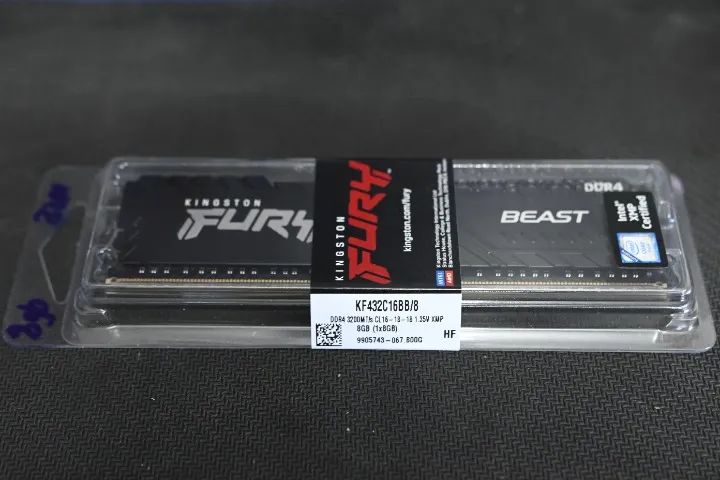 KINGSTON
FURY
KINGSTON
FURY
kingston.com/fury
BEAST
DDR4
Intel®
XMP
Certified
KF432C16BB/8
DDR4 3200MT/s CL16-18-18 1.35V XMP
8GB (1x8GB)
9905743-067.B00G
HF